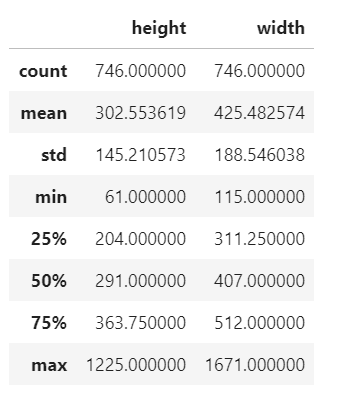 height width
count 746.000000 746.000000
mean 302.553619 425.482574
std 145.210573 188.546038
min 61.000000 115.000000
25% 204.000000 311.250000
50% 291.000000 407.000000
75% 363.750000 512.000000
max 1225.000000 1671.000000